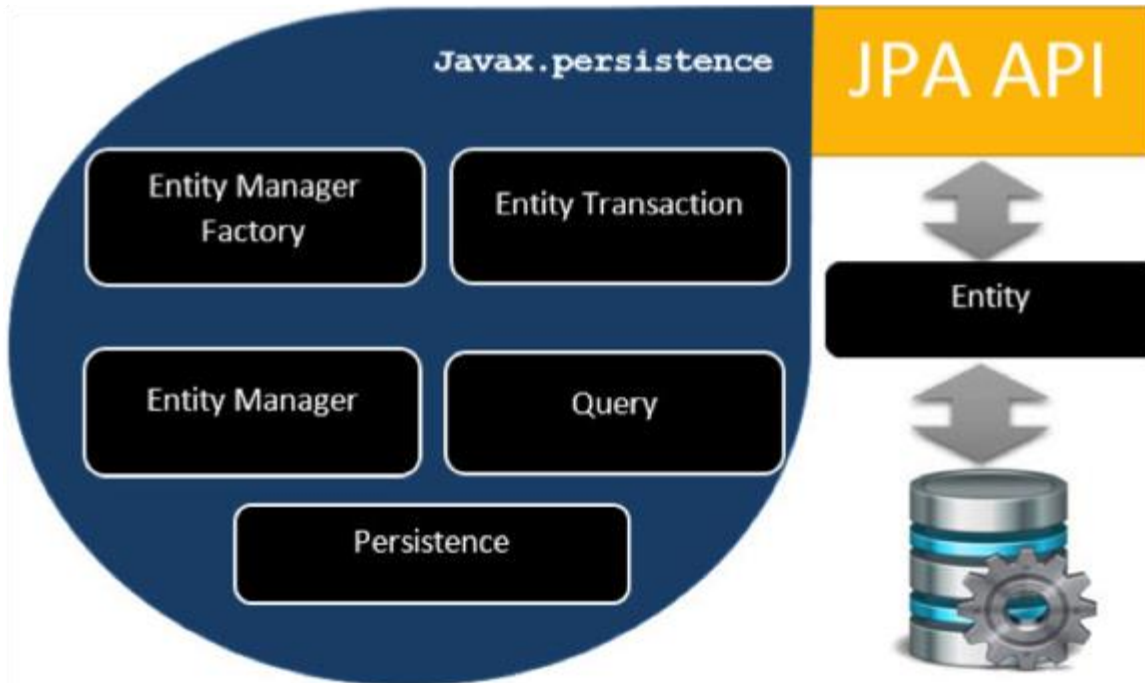 Javax.persistence
JPA API
Entity Manager
Factory
Entity Transaction
Entity
Entity Manager
Query
Persistence